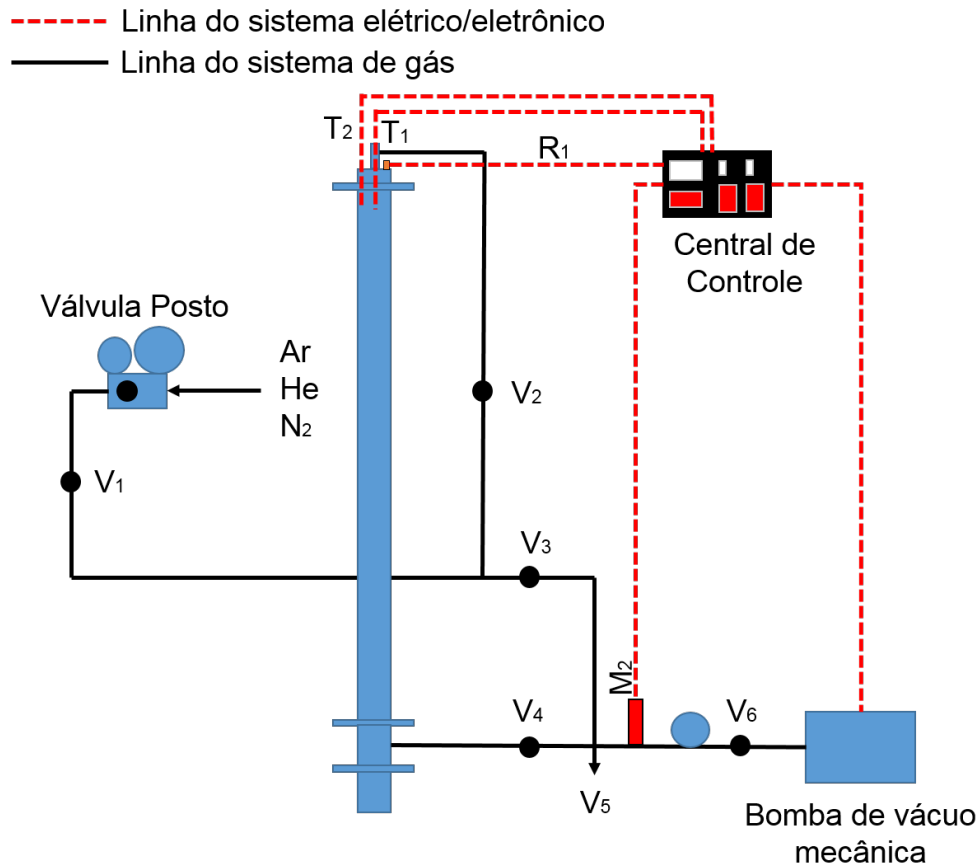 Linha do sistema elétrico/eletrônico
Linha do sistema de gás
T2
T1
R1
Central de
Controle
Válvula Posto
Ar
He
N2
V2
V1
V3
M2
V4
V6
V5
Bomba de vácuo
mecânica